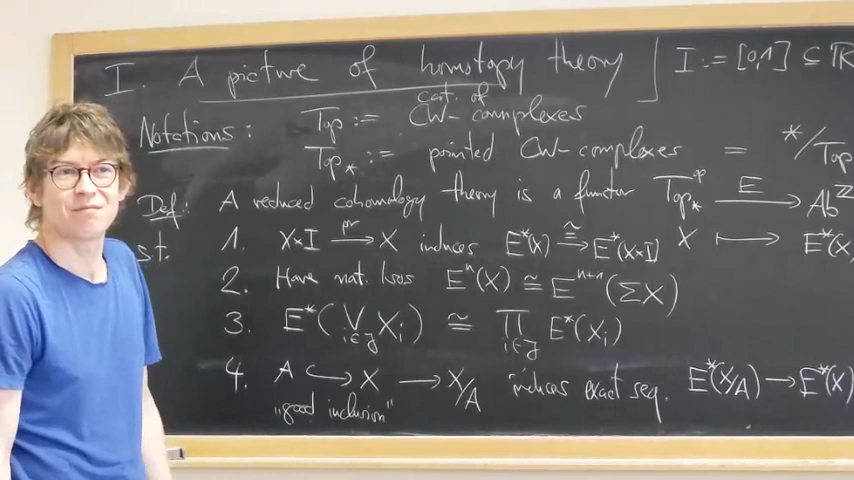 I. A picture of homotopy theory I := [0,1] ⊆ ℝ
Notations: Top := cat. of CW-complexes
Top_* := pointed CW-complexes = */Top
Def: A reduced cohomology theory is a functor Top_*^op —E→ Ab^ℤ
s.t. 1. X×I —pr→ X induces E^*(X) ≅→ E^*(X×I) X ⟼ E^*(X
2. Have nat. isos E^n(X) ≅ E^{n+1}(ΣX)
3. E^*(⋁_{i∈J} X_i) ≅ ∏_{i∈J} E^*(X_i)
4. A ↪ X → X/A induces exact seq. E^*(X/A) → E^*(X)
"good inclusion"